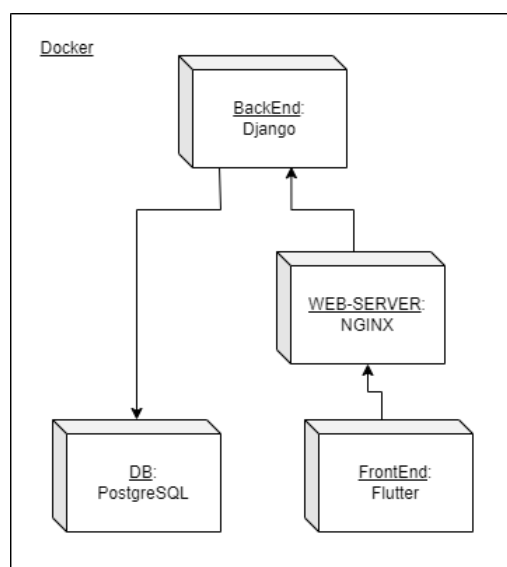 Docker
BackEnd:
Django
WEB-SERVER:
NGINX
DB:
PostgreSQL
FrontEnd:
Flutter